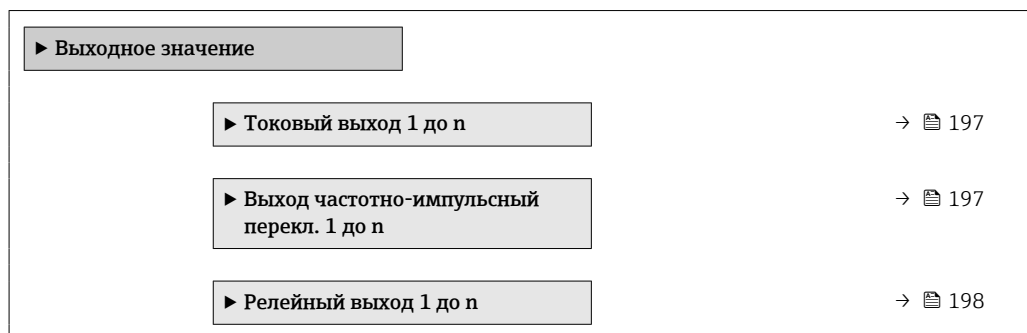 ▶ Выходное значение
▶ Токовый выход 1 до n → 197
▶ Выход частотно-импульсный
перекл. 1 до n
→ 197
▶ Релейный выход 1 до n → 198